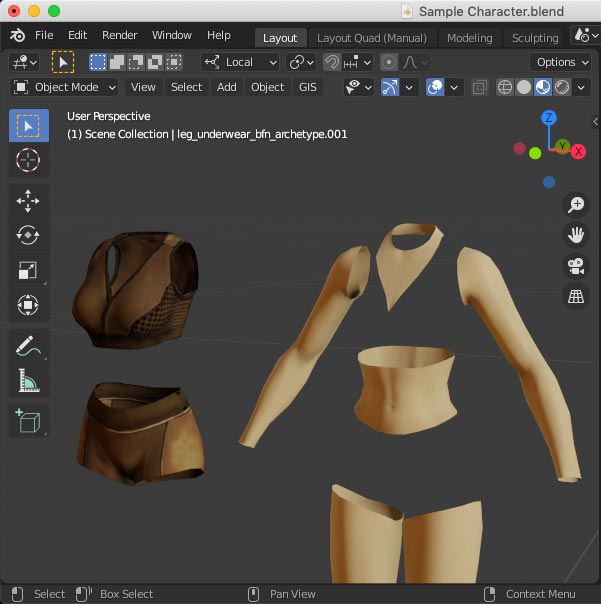 Sample Character.blend
File Edit Render Window Help Layout Layout Quad (Manual) Modeling Sculpting
Local Options
Object Mode View Select Add Object GIS
User Perspective
(1) Scene Collection | leg_underwear_bfn_archetype.001
Z
Y
X
Select Box Select Pan View Context Menu